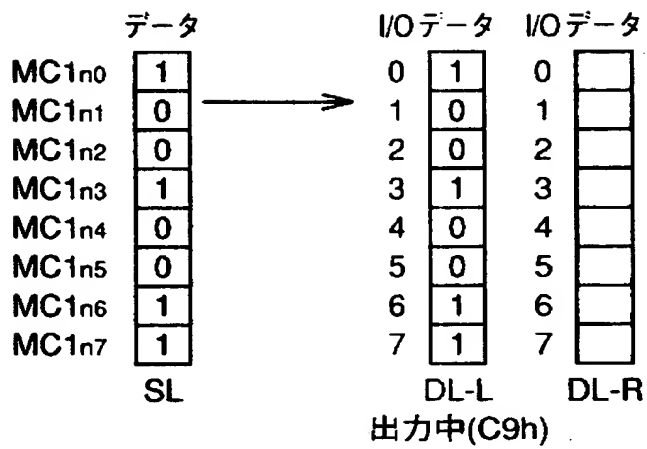 データ I/O データ I/O データ
MC1n0 1 0 1 0
MC1n1 0 1 0 1
MC1n2 0 2 0 2
MC1n3 1 3 1 3
MC1n4 0 4 0 4
MC1n5 0 5 0 5
MC1n6 1 6 1 6
MC1n7 1 7 1 7
SL DL-L DL-R
出力中(C9h)